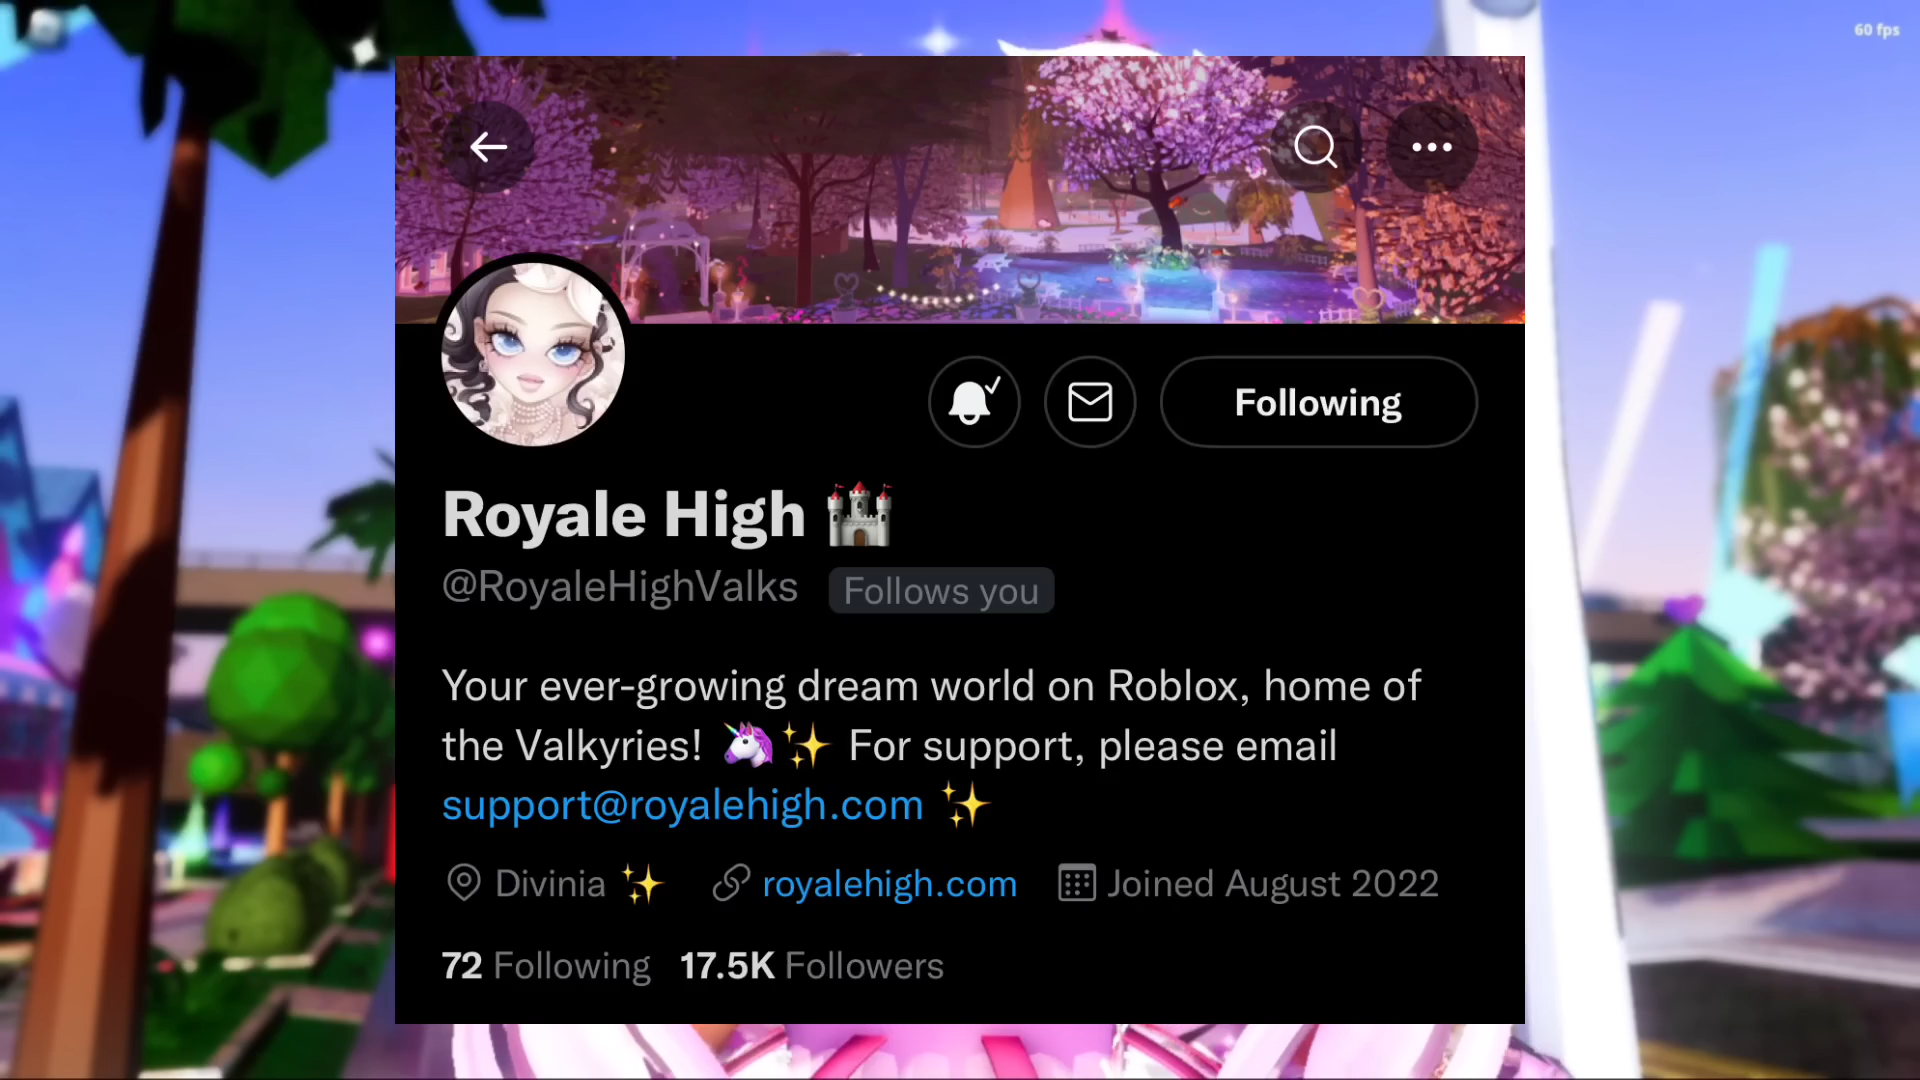 60 fps
Following
Royale High 🏰
@RoyaleHighValks Follows you
Your ever-growing dream world on Roblox, home of
the Valkyries! 🦄✨ For support, please email
support@royalehigh.com ✨
Divinia ✨ royalehigh.com Joined August 2022
72 Following 17.5K Followers